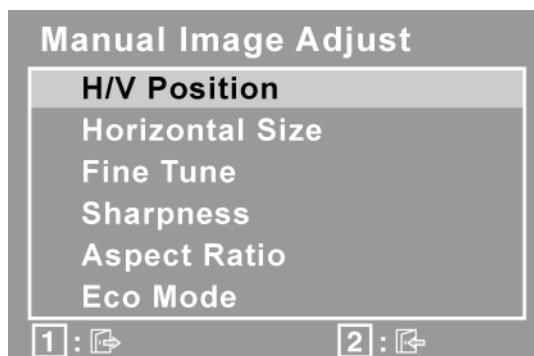 Manual Image Adjust
H/V Position
Horizontal Size
Fine Tune
Sharpness
Aspect Ratio
Eco Mode
1 : 2 :